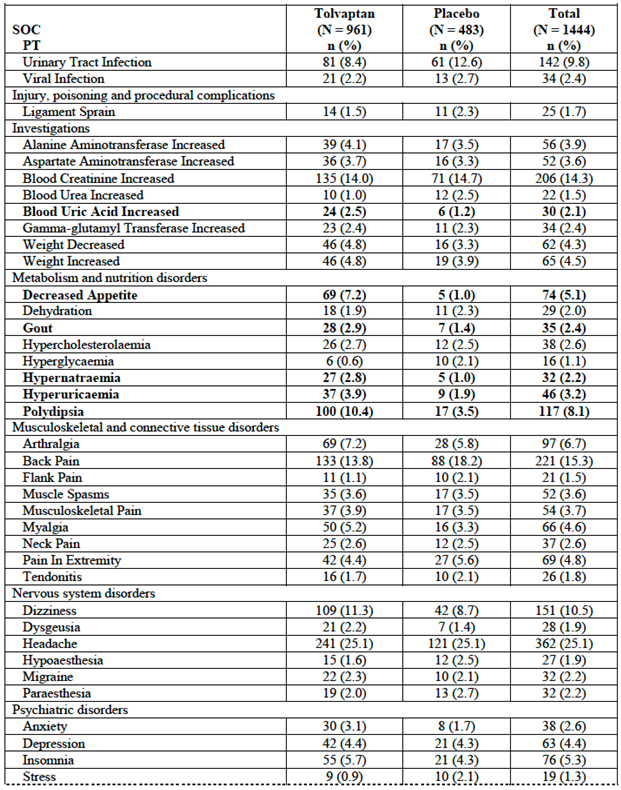 SOC
PT
Tolvaptan
(N = 961)
n (%)
Placebo
(N = 483)
n (%)
Total
(N = 1444)
n (%)
Urinary Tract Infection 81 (8.4) 61 (12.6) 142 (9.8)
Viral Infection 21 (2.2) 13 (2.7) 34 (2.4)
Injury, poisoning and procedural complications
Ligament Sprain 14 (1.5) 11 (2.3) 25 (1.7)
Investigations
Alanine Aminotransferase Increased 39 (4.1) 17 (3.5) 56 (3.9)
Aspartate Aminotransferase Increased 36 (3.7) 16 (3.3) 52 (3.6)
Blood Creatinine Increased 135 (14.0) 71 (14.7) 206 (14.3)
Blood Urea Increased 10 (1.0) 12 (2.5) 22 (1.5)
Blood Uric Acid Increased 24 (2.5) 6 (1.2) 30 (2.1)
Gamma-glutamyl Transferase Increased 23 (2.4) 11 (2.3) 34 (2.4)
Weight Decreased 46 (4.8) 16 (3.3) 62 (4.3)
Weight Increased 46 (4.8) 19 (3.9) 65 (4.5)
Metabolism and nutrition disorders
Decreased Appetite 69 (7.2) 5 (1.0) 74 (5.1)
Dehydration 18 (1.9) 11 (2.3) 29 (2.0)
Gout 28 (2.9) 7 (1.4) 35 (2.4)
Hypercholesterolaemia 26 (2.7) 12 (2.5) 38 (2.6)
Hyperglycaemia 6 (0.6) 10 (2.1) 16 (1.1)
Hypernatraemia 27 (2.8) 5 (1.0) 32 (2.2)
Hyperuricaemia 37 (3.9) 9 (1.9) 46 (3.2)
Polydipsia 100 (10.4) 17 (3.5) 117 (8.1)
Musculoskeletal and connective tissue disorders
Arthralgia 69 (7.2) 28 (5.8) 97 (6.7)
Back Pain 133 (13.8) 88 (18.2) 221 (15.3)
Flank Pain 11 (1.1) 10 (2.1) 21 (1.5)
Muscle Spasms 35 (3.6) 17 (3.5) 52 (3.6)
Musculoskeletal Pain 37 (3.9) 17 (3.5) 54 (3.7)
Myalgia 50 (5.2) 16 (3.3) 66 (4.6)
Neck Pain 25 (2.6) 12 (2.5) 37 (2.6)
Pain In Extremity 42 (4.4) 27 (5.6) 69 (4.8)
Tendonitis 16 (1.7) 10 (2.1) 26 (1.8)
Nervous system disorders
Dizziness 109 (11.3) 42 (8.7) 151 (10.5)
Dysgeusia 21 (2.2) 7 (1.4) 28 (1.9)
Headache 241 (25.1) 121 (25.1) 362 (25.1)
Hypoaesthesia 15 (1.6) 12 (2.5) 27 (1.9)
Migraine 22 (2.3) 10 (2.1) 32 (2.2)
Paraesthesia 19 (2.0) 13 (2.7) 32 (2.2)
Psychiatric disorders
Anxiety 30 (3.1) 8 (1.7) 38 (2.6)
Depression 42 (4.4) 21 (4.3) 63 (4.4)
Insomnia 55 (5.7) 21 (4.3) 76 (5.3)
Stress 9 (0.9) 10 (2.1) 19 (1.3)